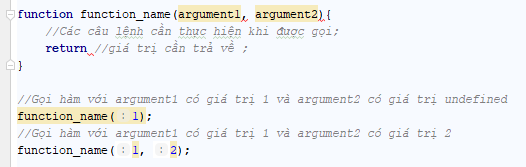 function function_name(argument1, argument2){
//Các câu lệnh cần thực hiện khi được gọi;
return //giá trị cần trả về ;
}
//Gọi hàm với argument1 có giá trị 1 và argument2 có giá trị undefined
function_name( : 1);
//Gọi hàm với argument1 có giá trị 1 và argument2 có giá trị 2
function_name( : 1, : 2);